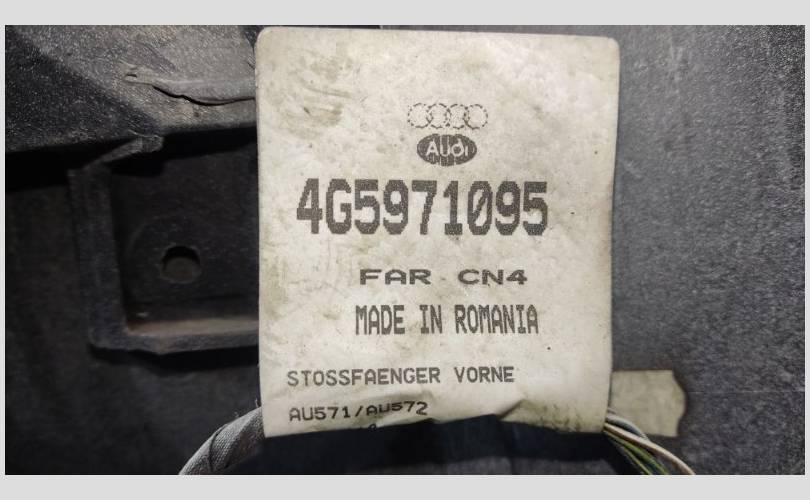 Audi
4G5971095
FAR CN4
MADE IN ROMANIA
STOSSFAENGER VORNE
AU571/AU572